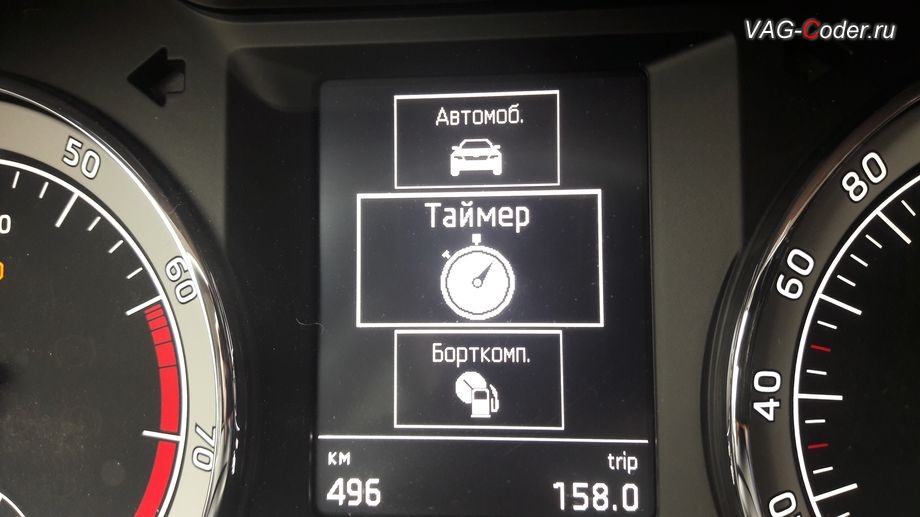 VAG-Coder.ru
Автомоб.
Таймер
Борткомп.
км trip
496 158.0
50
60
70
80
60
40